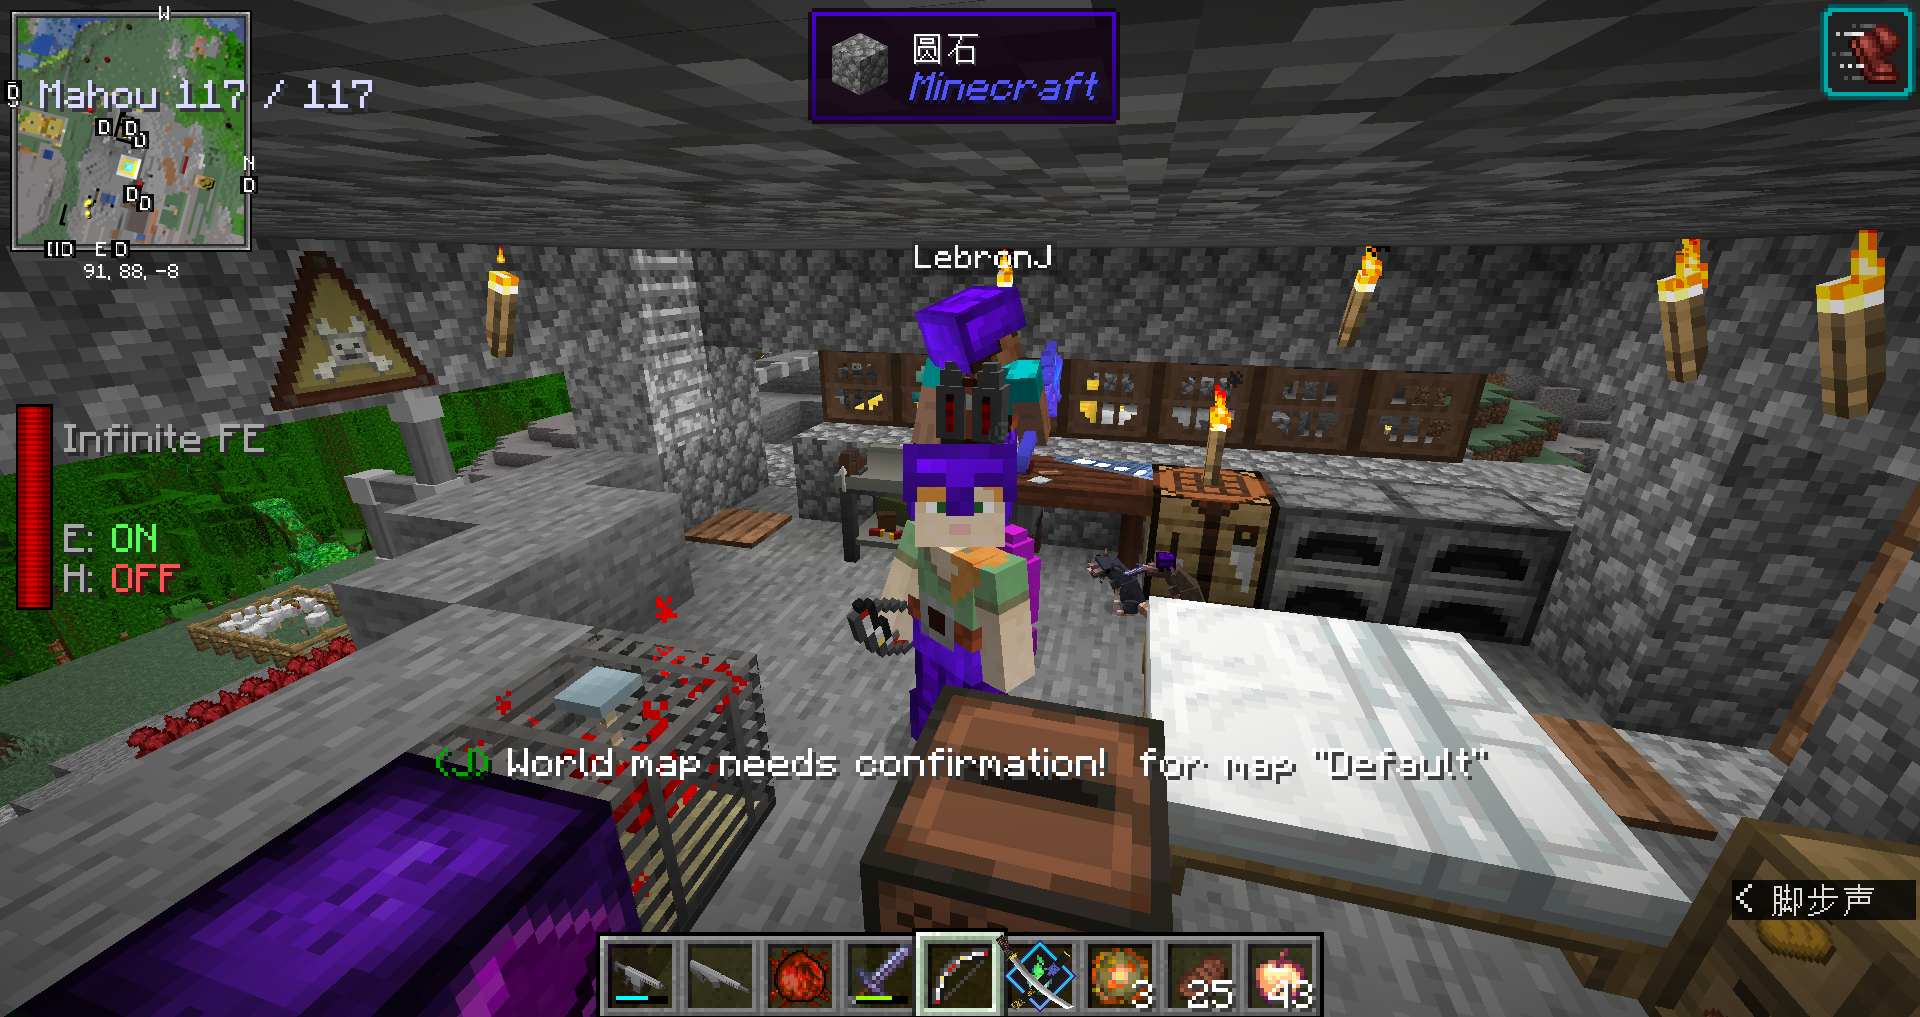 W
圆石
Minecraft
Mahou 117 / 117
D
D
D
D
N
D
D
D
E D
91, 88, -8
LebronJ
Infinite FE
E: ON
H: OFF
(J) World map needs confirmation!  for map "Default"
< 脚步声
3
25
43